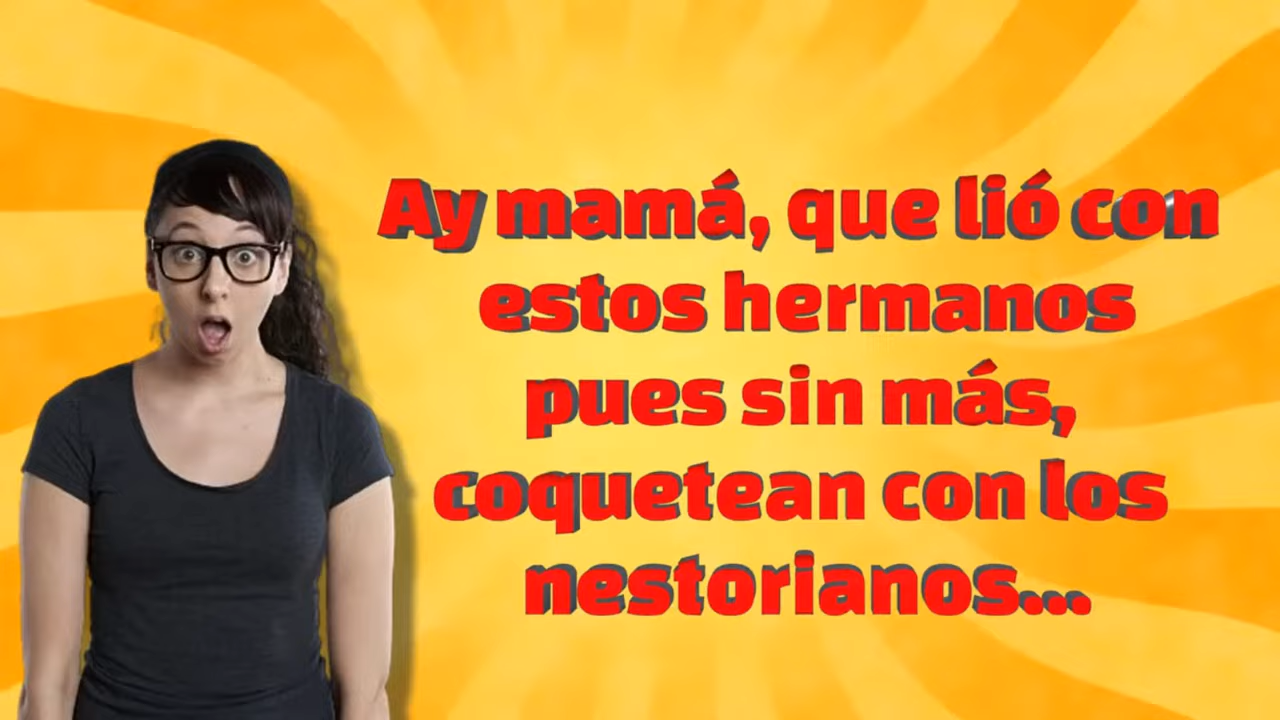 Ay mamá, que lió con
estos hermanos
pues sin más,
coquetean con los
nestorianos...